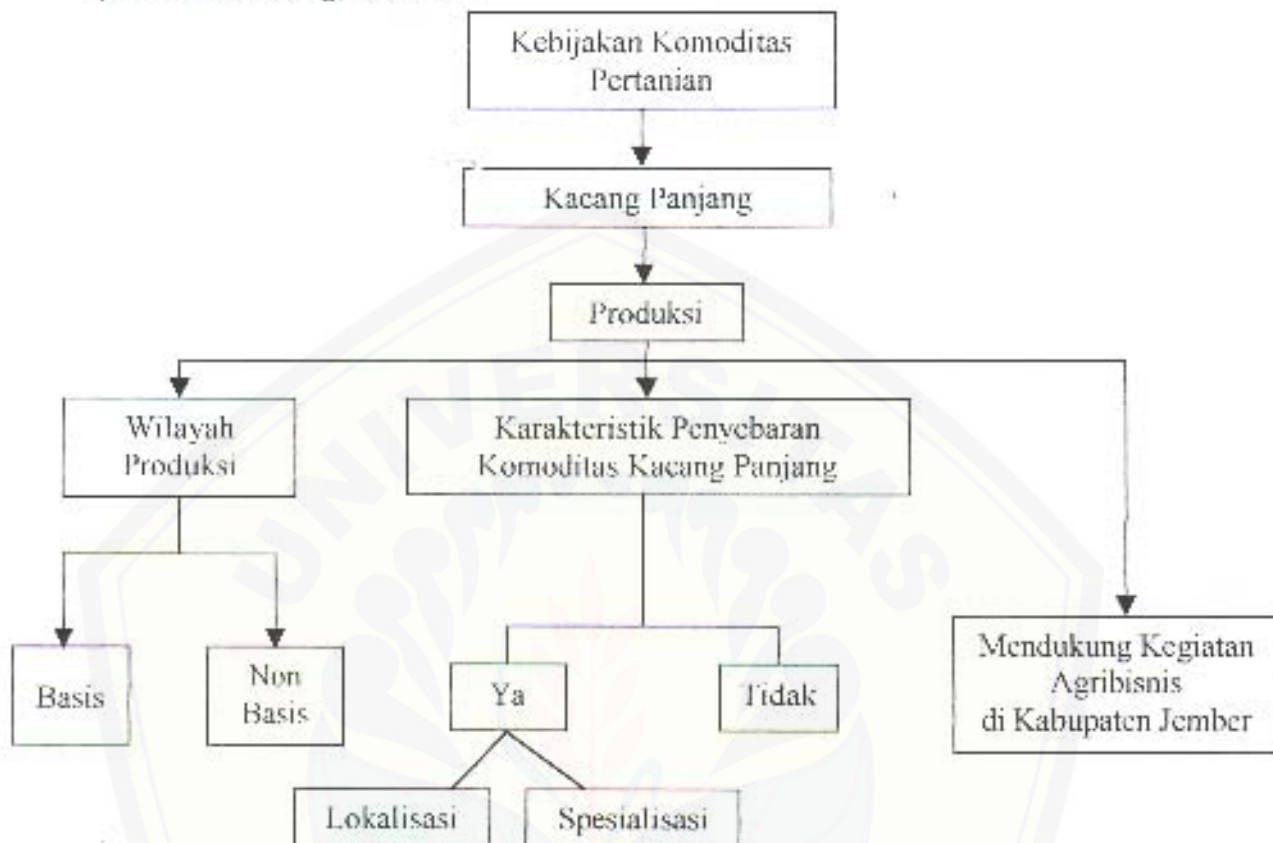 Kebijakan Komoditas
Pertanian
Kacang Panjang
Produksi
Wilayah
Produksi
Karakteristik Penyebaran
Komoditas Kacang Panjang
Basis
Non
Basis
Ya
Tidak
Mendukung Kegiatan
Agribisnis
di Kabupaten Jember
Lokalisasi
Spesialisasi
UNIVERSITAS